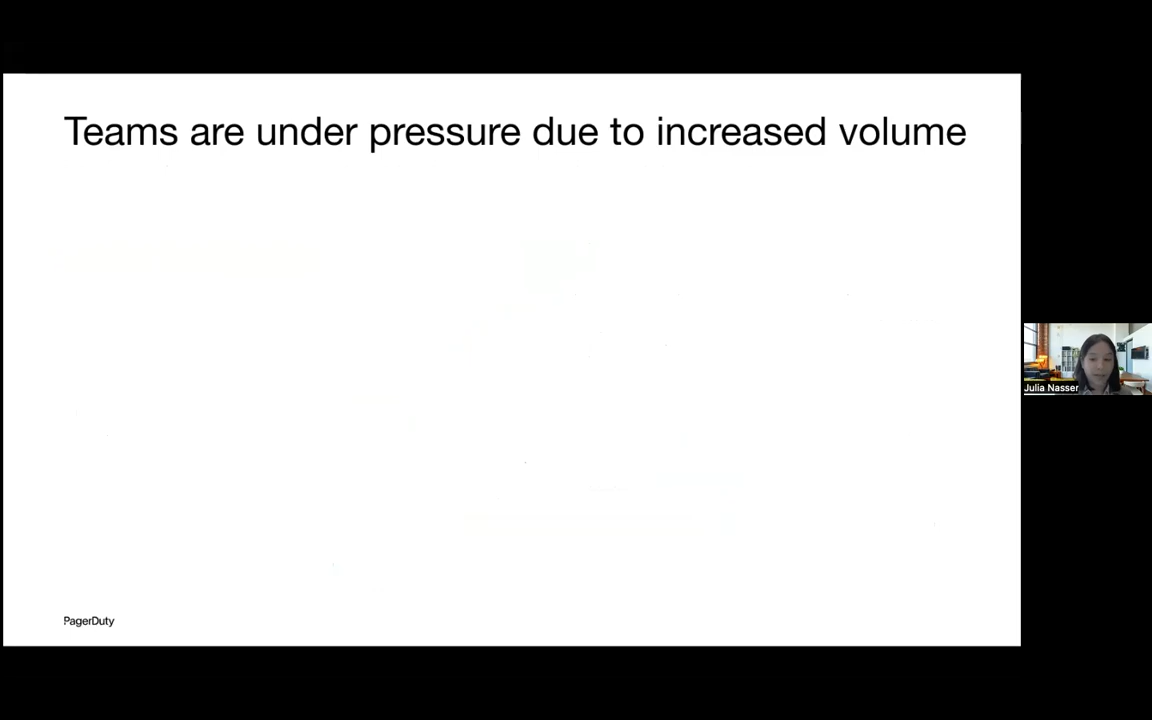 Teams are under pressure due to increased volume
Julia Nasser
PagerDuty